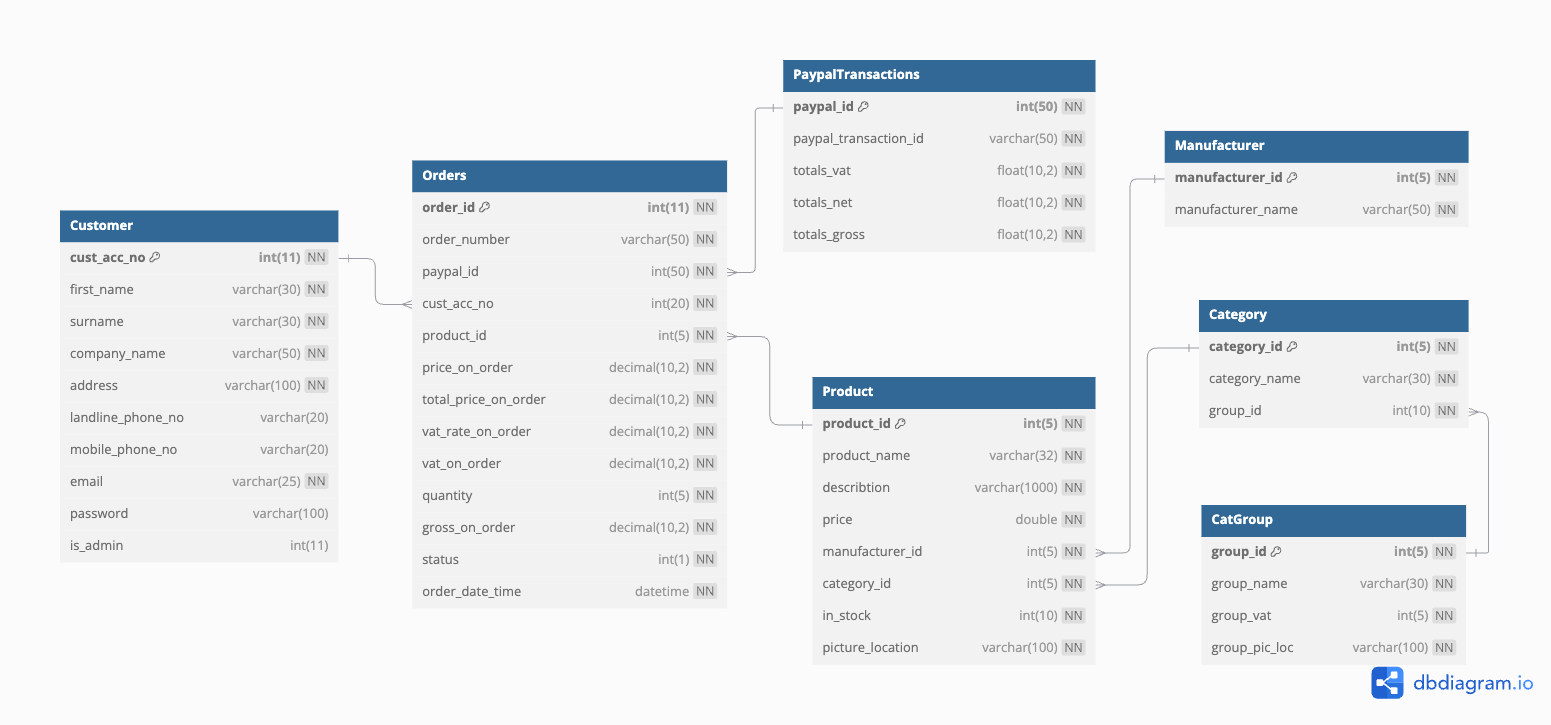 Customer
cust_acc_no int(11) NN
first_name varchar(30) NN
surname varchar(30) NN
company_name varchar(50) NN
address varchar(100) NN
landline_phone_no varchar(20)
mobile_phone_no varchar(20)
email varchar(25) NN
password varchar(100)
is_admin int(11)
Orders
order_id int(11) NN
order_number varchar(50) NN
paypal_id int(50) NN
cust_acc_no int(20) NN
product_id int(5) NN
price_on_order decimal(10,2) NN
total_price_on_order decimal(10,2) NN
vat_rate_on_order decimal(10,2) NN
vat_on_order decimal(10,2) NN
quantity int(5) NN
gross_on_order decimal(10,2) NN
status int(1) NN
order_date_time datetime NN
PaypalTransactions
paypal_id int(50) NN
paypal_transaction_id varchar(50) NN
totals_vat float(10,2) NN
totals_net float(10,2) NN
totals_gross float(10,2) NN
Product
product_id int(5) NN
product_name varchar(32) NN
describtion varchar(1000) NN
price double NN
manufacturer_id int(5) NN
category_id int(5) NN
in_stock int(10) NN
picture_location varchar(100) NN
Manufacturer
manufacturer_id int(5) NN
manufacturer_name varchar(50) NN
Category
category_id int(5) NN
category_name varchar(30) NN
group_id int(10) NN
CatGroup
group_id int(5) NN
group_name varchar(30) NN
group_vat int(5) NN
group_pic_loc varchar(100) NN
dbdiagram.io